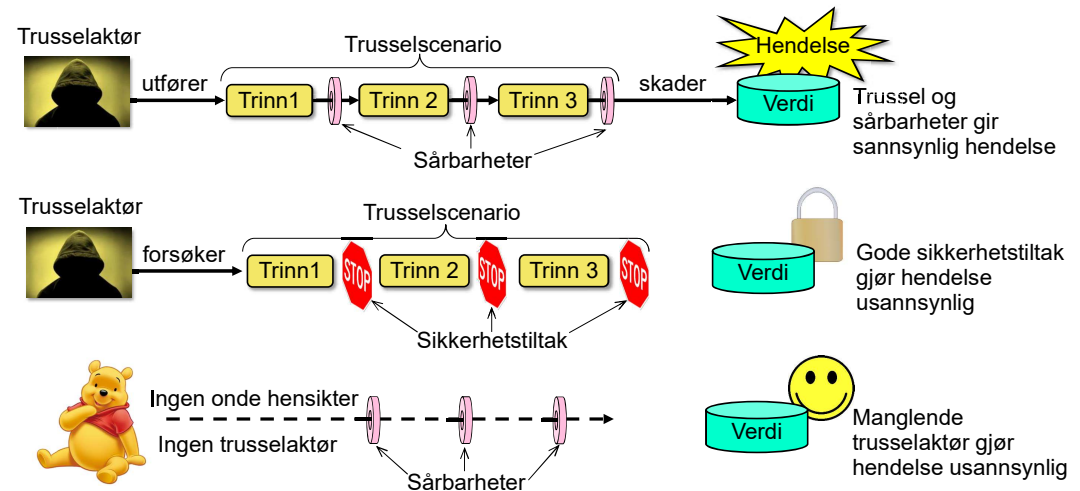 Trusselaktør
Trusselscenario
Hendelse
utfører
Trinn1
Trinn 2
Trinn 3
skader
Verdi
Trussel og
sårbarheter gir
sannsynlig hendelse
Sårbarheter
Trusselaktør
Trusselscenario
forsøker
Trinn1
STOP
Trinn 2
STOP
Trinn 3
STOP
Verdi
Gode sikkerhetstiltak
gjør hendelse
usannsynlig
Sikkerhetstiltak
Ingen onde hensikter
Ingen trusselaktør
Verdi
Manglende
trusselaktør gjør
hendelse usannsynlig
Sårbarheter